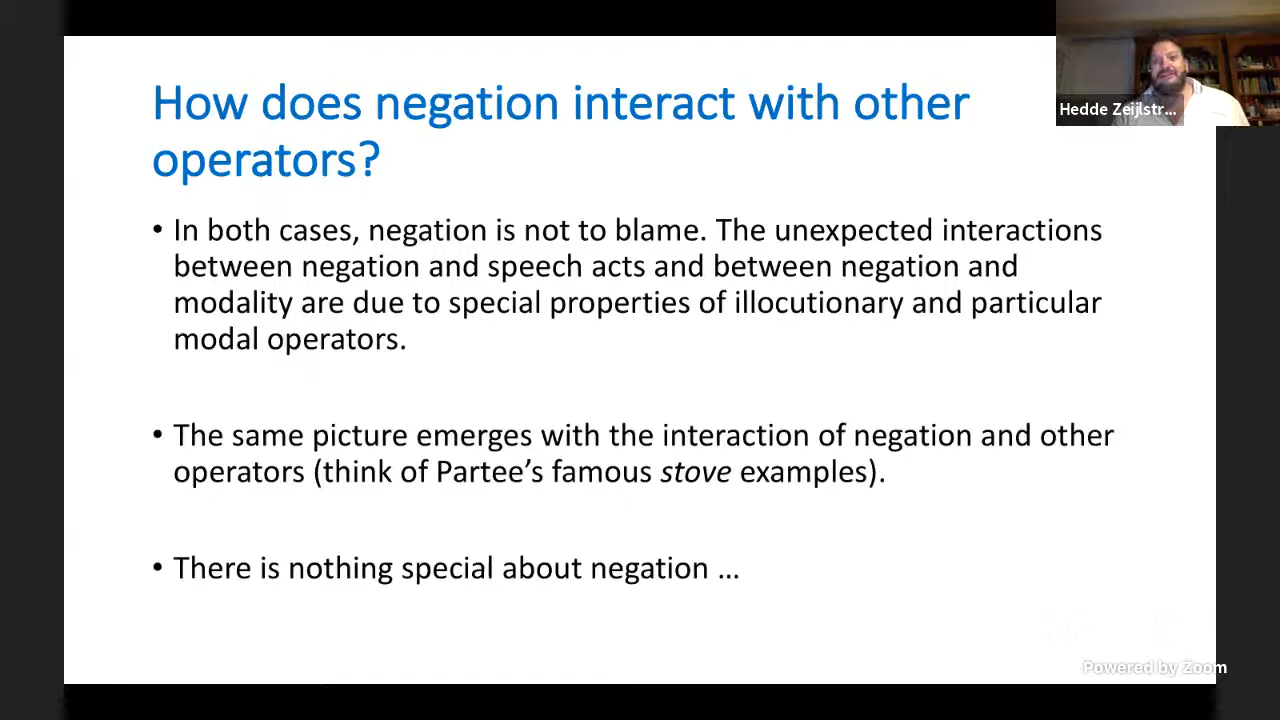 How does negation interact with other
operators?
Hedde Zeijlstr...
• In both cases, negation is not to blame. The unexpected interactions
between negation and speech acts and between negation and
modality are due to special properties of illocutionary and particular
modal operators.
• The same picture emerges with the interaction of negation and other
operators (think of Partee’s famous stove examples).
• There is nothing special about negation …
Powered by Zoom